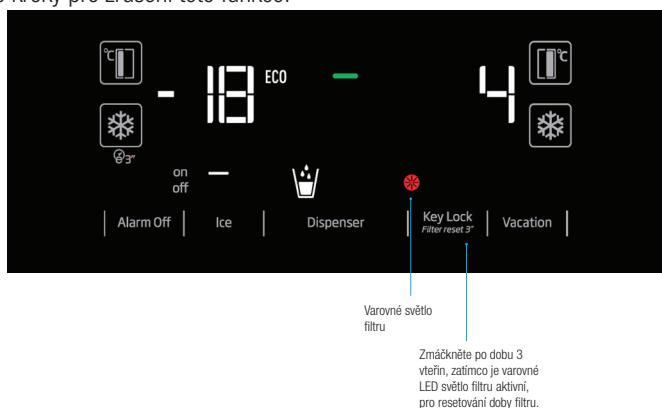 kroky pro zrušení této funkce.
°C
- 18 ECO
4
°C
3"
on
off
Alarm Off
Ice
Dispenser
Key Lock
Filter reset 3"
Vacation
Varovné světlo
filtru
Zmáčkněte po dobu 3
vteřin, zatímco je varovné
LED světlo filtru aktivní,
pro resetování doby filtru.